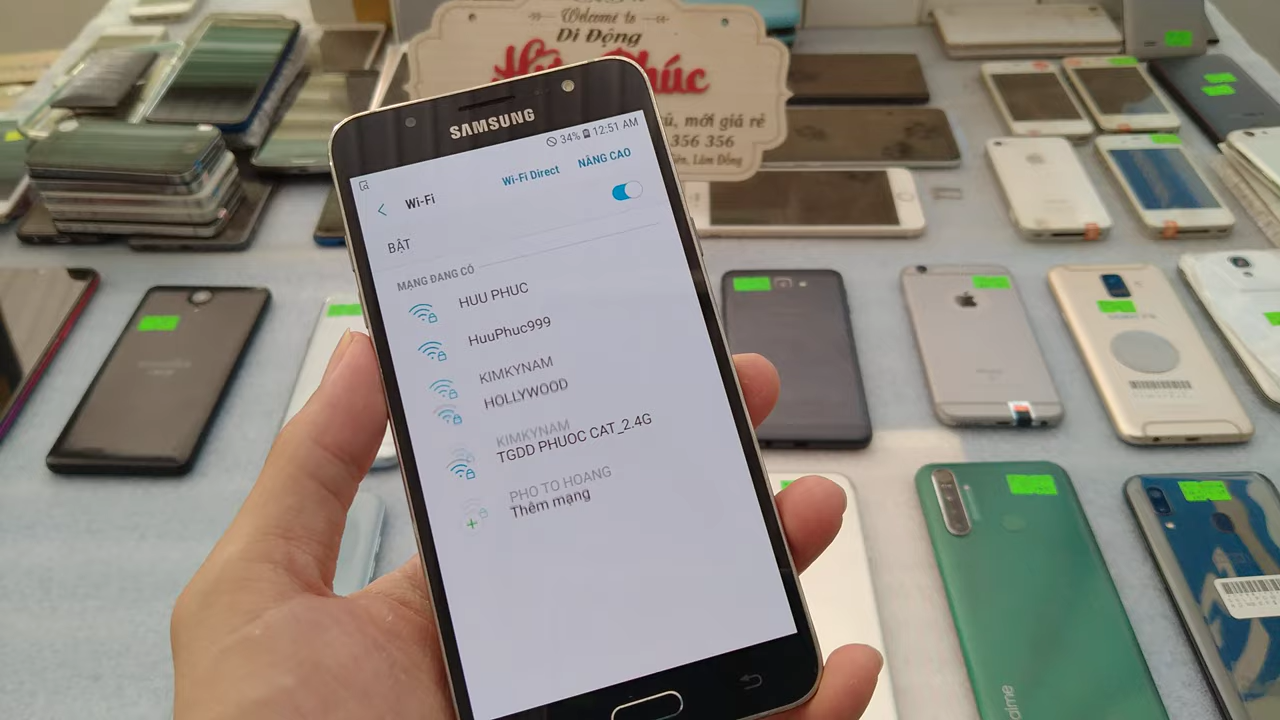 Welcome to
Di Động
Phúc
cũ, mới giá rẻ
356 356
Lâm Đồng
SAMSUNG
34% 12:51 AM
Wi-Fi
Wi-Fi Direct
NÂNG CAO
BẬT
MẠNG ĐANG CÓ
HUU PHUC
HuuPhuc999
KIMKYNAM
HOLLYWOOD
KIMKYNAM
TGDD PHUOC CAT_2.4G
PHO TO HOANG
Thêm mạng
realme